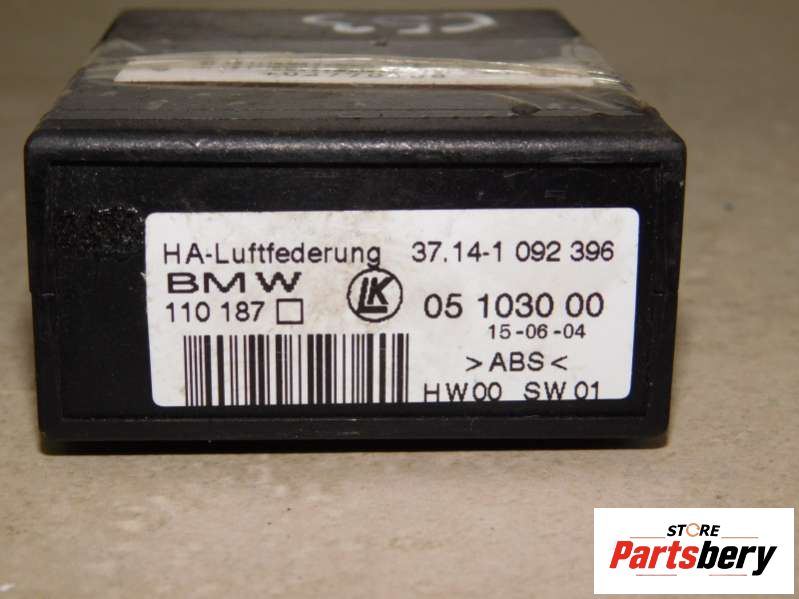 HA-Luftfederung 37.14-1 092 396
BMW LK 05 1030 00
110 187
15-06-04
>ABS<
HW00 SW01
STORE
Partsbery